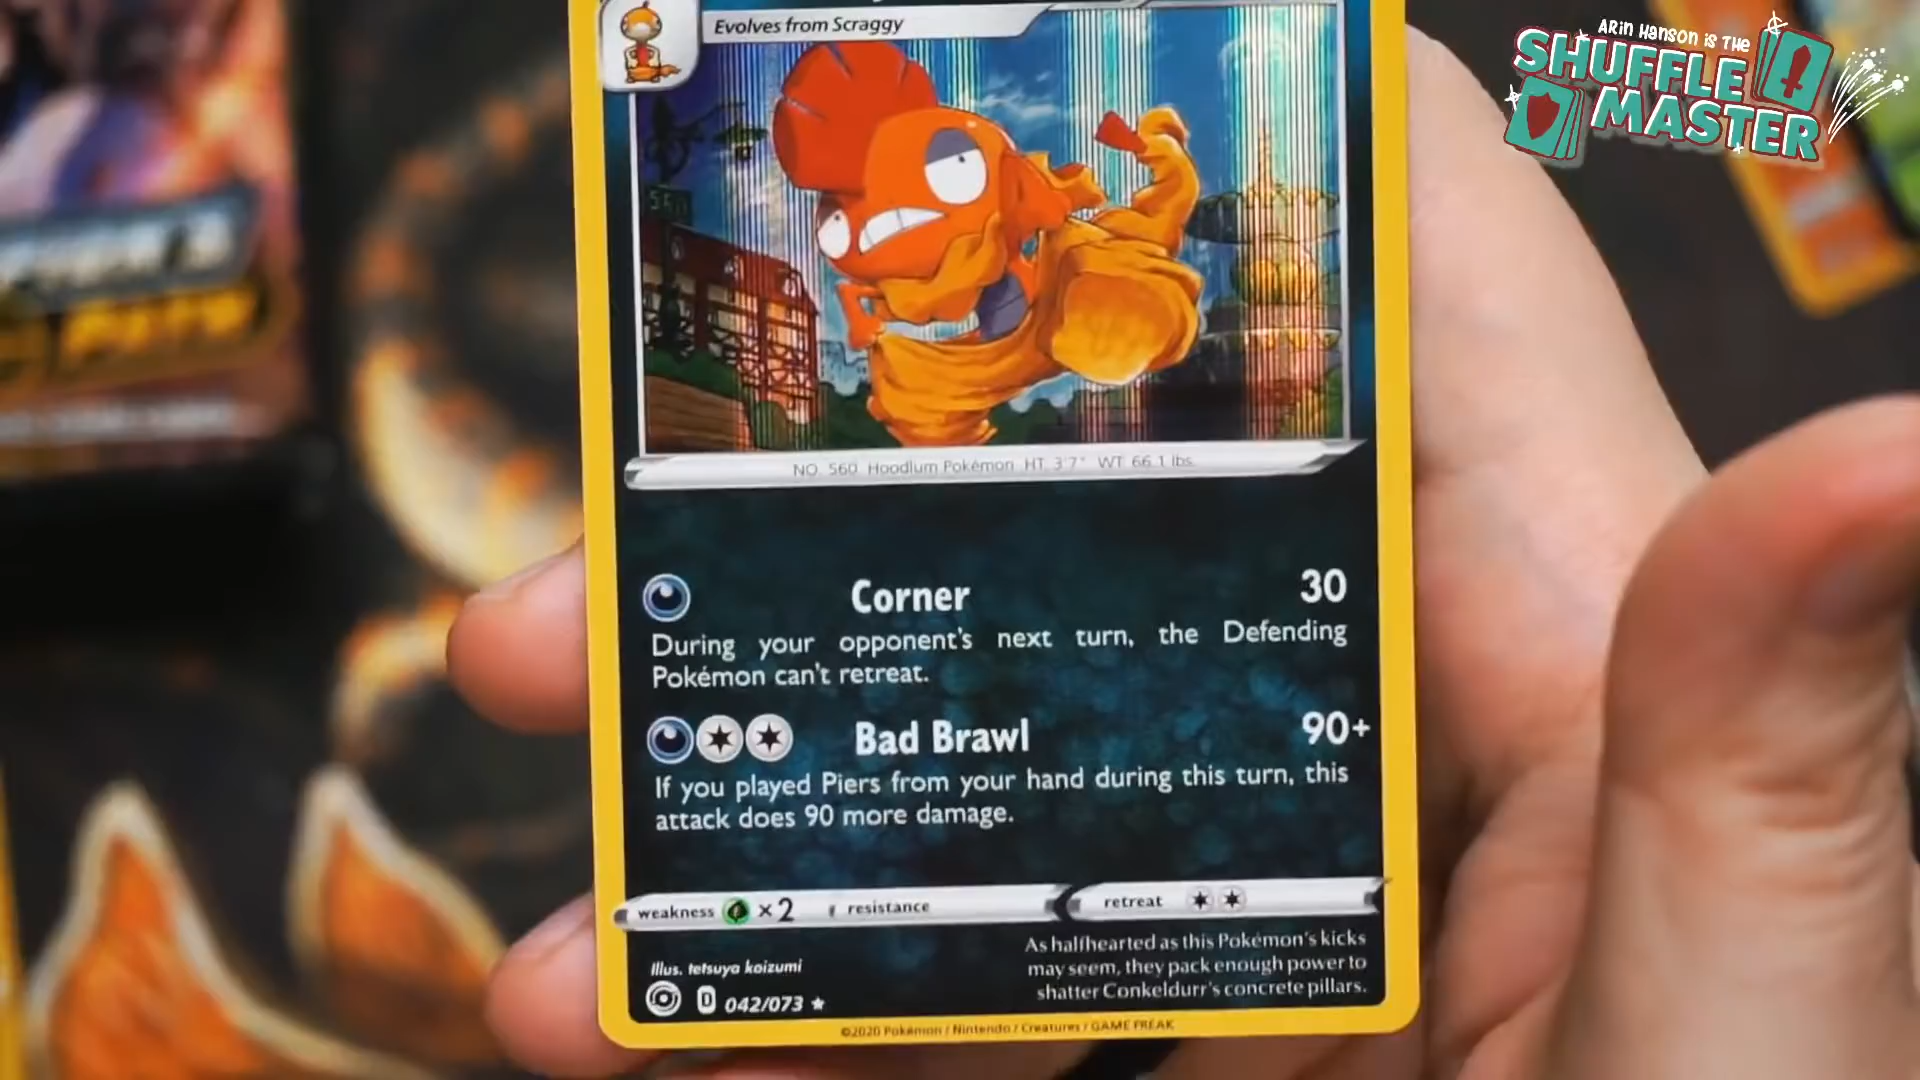 Evolves from Scraggy
ARIN HANSON IS THE
SHUFFLE
MASTER
560
NO. 560 Hoodlum Pokémon HT 3'7" WT 66.1 lbs.
Corner 30
During your opponent's next turn, the Defending
Pokémon can't retreat.
Bad Brawl 90+
If you played Piers from your hand during this turn, this
attack does 90 more damage.
weakness ×2 resistance retreat
As halfhearted as this Pokémon's kicks
may seem, they pack enough power to
shatter Conkeldurr's concrete pillars.
Illus. tetsuya koizumi
D 042/073 ★
©2020 Pokémon / Nintendo / Creatures / GAME FREAK